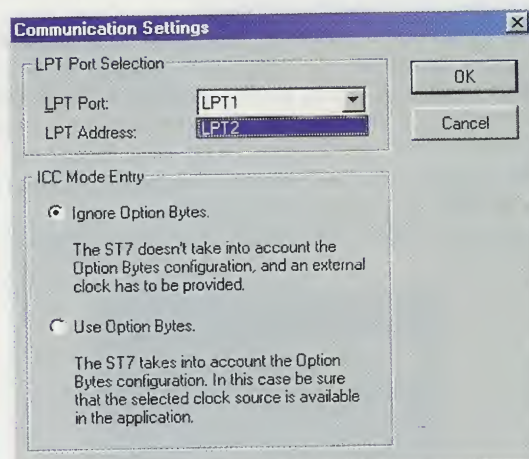 Communication Settings
LPT Port Selection
LPT Port:
LPT1
LPT2
LPT Address:
OK
Cancel
ICC Mode Entry
Ignore Option Bytes.
The ST7 doesn't take into account the
Option Bytes configuration, and an external
clock has to be provided.
Use Option Bytes.
The ST7 takes into account the Option
Bytes configuration. In this case be sure
that the selected clock source is available
in the application.